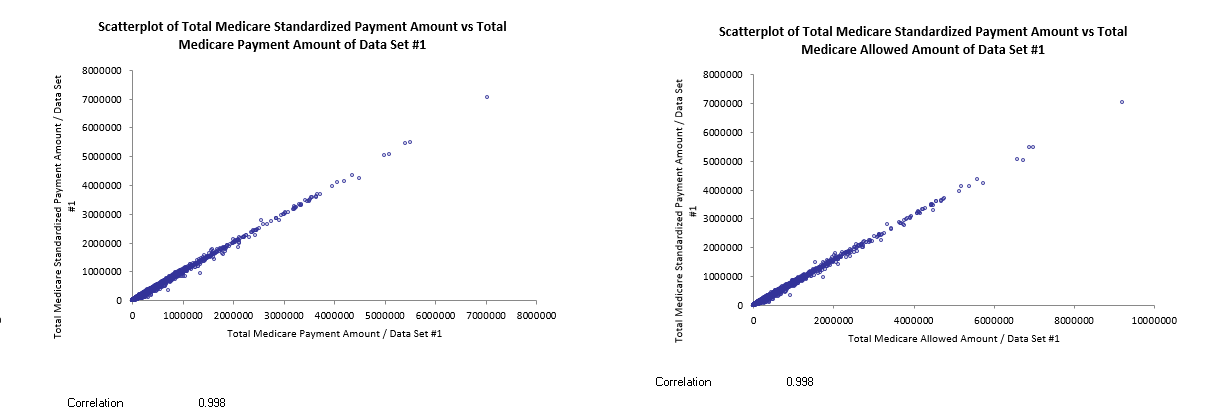 Scatterplot of Total Medicare Standardized Payment Amount vs Total
Medicare Payment Amount of Data Set #1
Total Medicare Standardized Payment Amount / Data Set
#1
8000000
7000000
6000000
5000000
4000000
3000000
2000000
1000000
0
0 1000000 2000000 3000000 4000000 5000000 6000000 7000000 8000000
Total Medicare Payment Amount / Data Set #1
Correlation 0.998
Scatterplot of Total Medicare Standardized Payment Amount vs Total
Medicare Allowed Amount of Data Set #1
Total Medicare Standardized Payment Amount / Data Set
#1
8000000
7000000
6000000
5000000
4000000
3000000
2000000
1000000
0
0 2000000 4000000 6000000 8000000 10000000
Total Medicare Allowed Amount / Data Set #1
Correlation 0.998